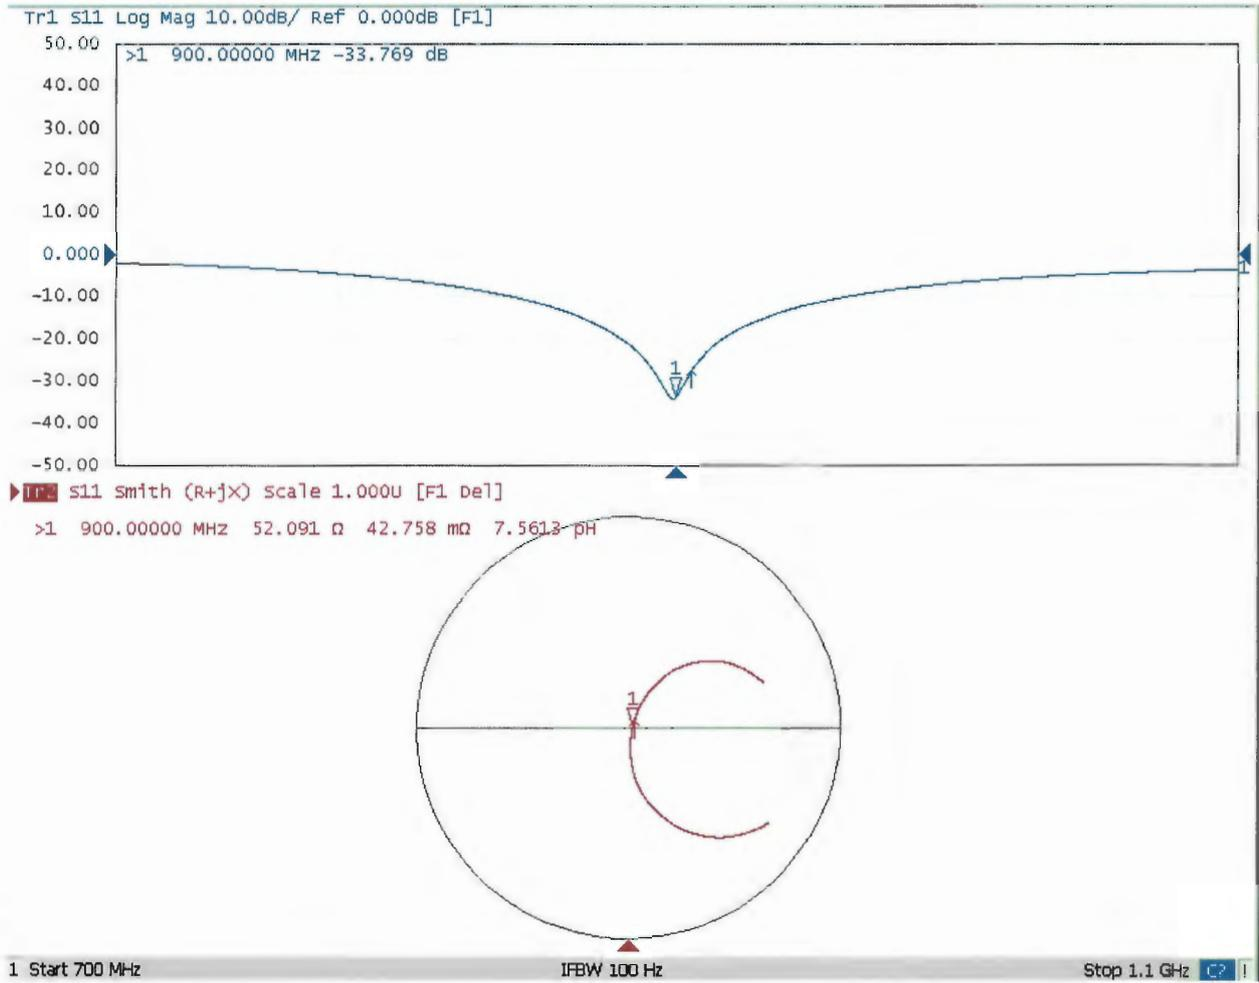 Tr1 S11 Log Mag 10.00dB/ Ref 0.000dB [F1]
50.00
>1 900.00000 MHz -33.769 dB
40.00
30.00
20.00
10.00
0.000
1
-10.00
-20.00
-30.00
1
-40.00
-50.00
Tr2 S11 Smith (R+jX) Scale 1.000U [F1 Del]
>1 900.00000 MHz 52.091 Ω 42.758 mΩ 7.5613 pH
1
1 Start 700 MHz IFBW 100 Hz Stop 1.1 GHz C? !